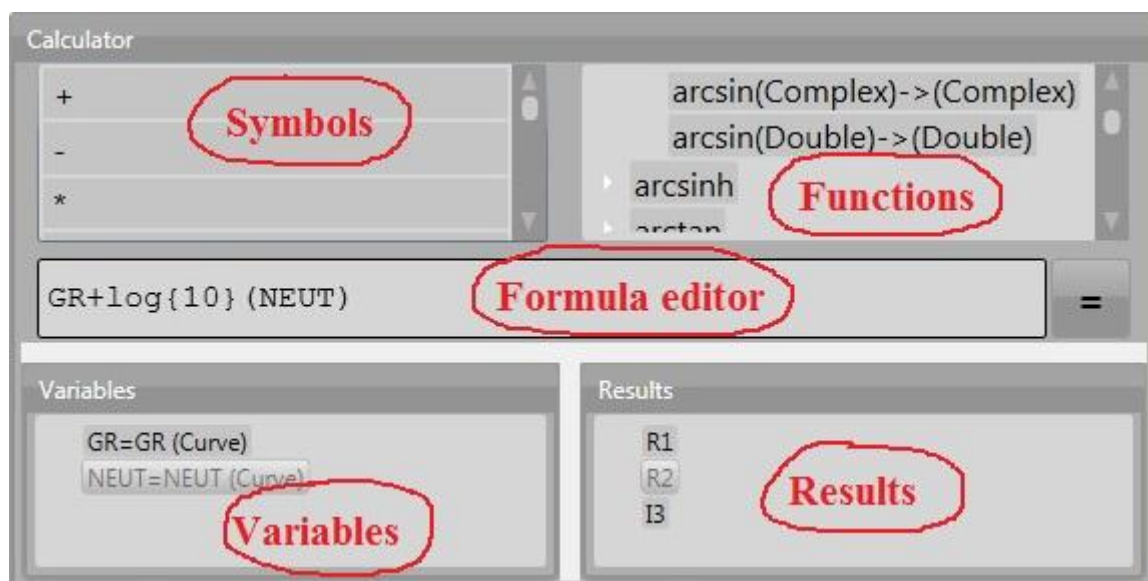 Calculator
+
-
*
Symbols
arcsin(Complex)->(Complex)
arcsin(Double)->(Double)
arcsinh
arctan
Functions
GR+log{10}(NEUT)
Formula editor
=
Variables
GR=GR (Curve)
NEUT=NEUT (Curve)
Variables
Results
R1
R2
I3
Results